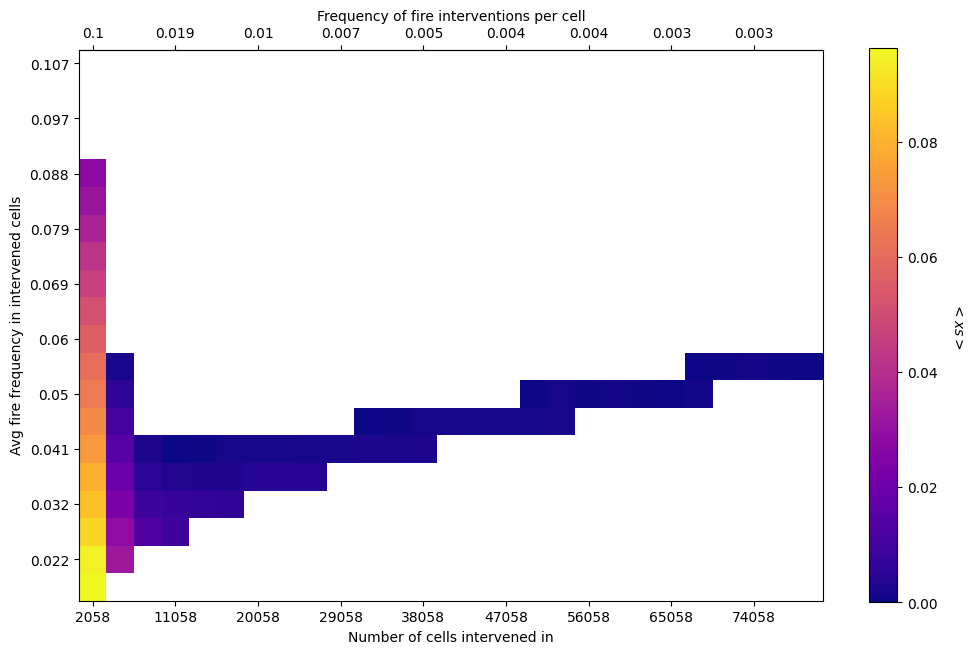 Frequency of fire interventions per cell
0.1 0.019 0.01 0.007 0.005 0.004 0.004 0.003 0.003
0.107
0.097
0.088
0.079
0.069
0.06
0.05
0.041
0.032
0.022
Avg fire frequency in intervened cells
2058 11058 20058 29058 38058 47058 56058 65058 74058
Number of cells intervened in
0.08
0.06
0.04
0.02
0.00
< sx >